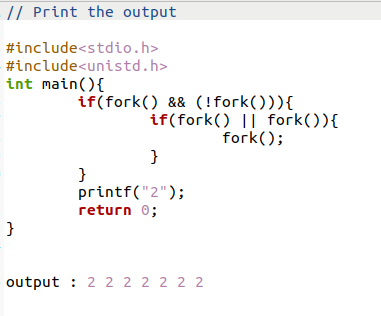 // Print the output
#include<stdio.h>
#include<unistd.h>
int main(){
        if(fork() && (!fork())){
                if(fork() || fork()){
                        fork();
                }
        }
        printf("2");
        return 0;
}
output : 2 2 2 2 2 2 2